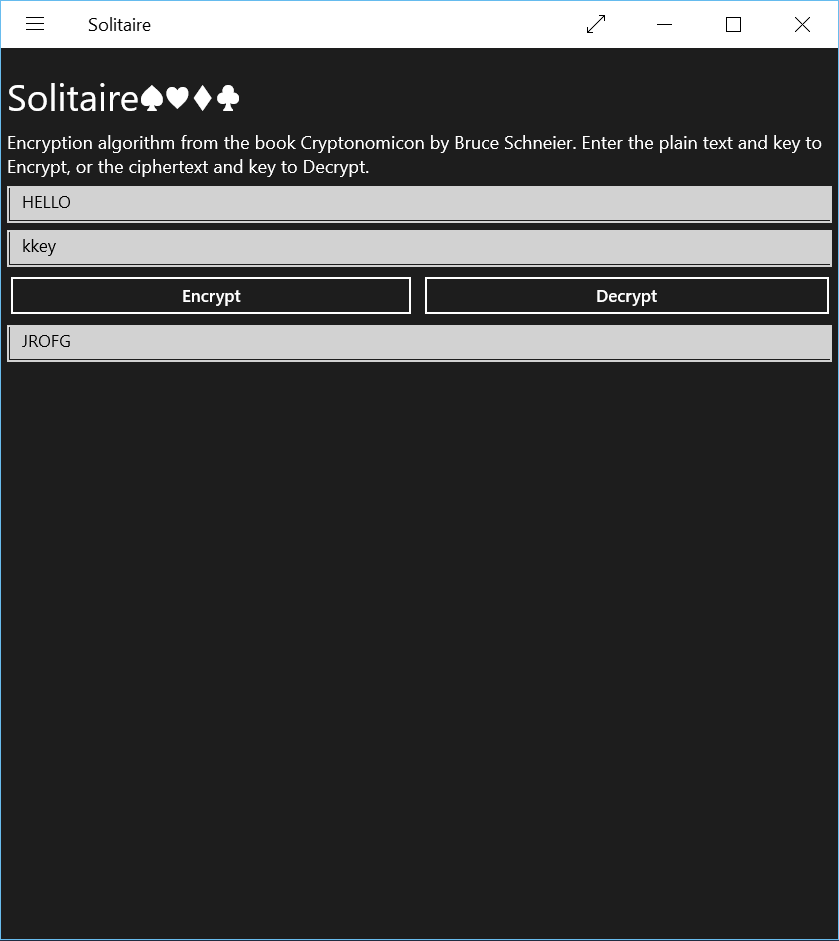 Solitaire
Solitaire♠♥♦♣
Encryption algorithm from the book Cryptonomicon by Bruce Schneier. Enter the plain text and key to
Encrypt, or the ciphertext and key to Decrypt.
HELLO
kkey
Encrypt Decrypt
JROFG